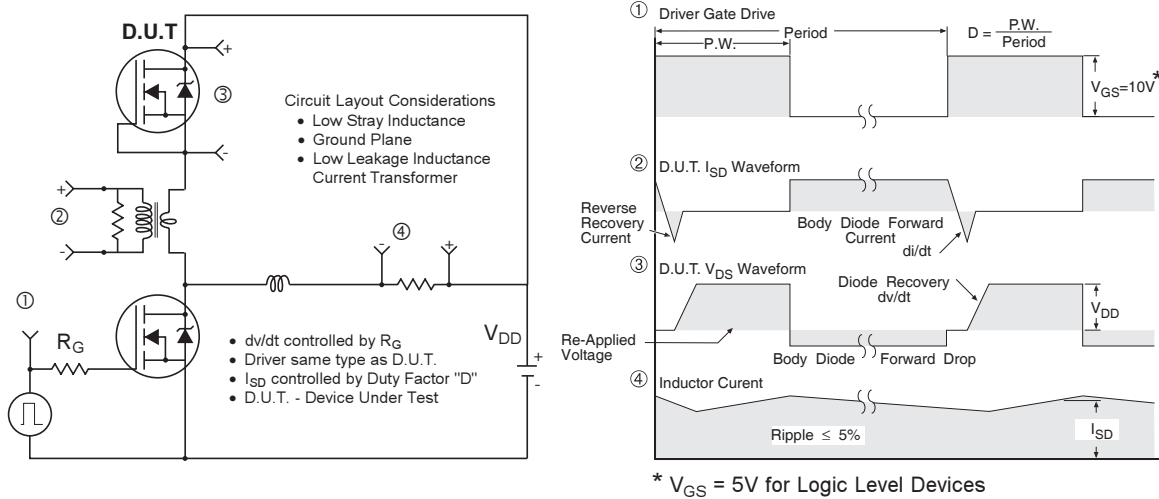 D.U.T
+
③
-
Circuit Layout Considerations
• Low Stray Inductance
• Ground Plane
• Low Leakage Inductance
Current Transformer
+
②
-
④
-
+
①
R_G
• dv/dt controlled by R_G
• Driver same type as D.U.T.
• I_SD controlled by Duty Factor "D"
• D.U.T. - Device Under Test
V_DD
+
-
① Driver Gate Drive
P.W.
Period
D = P.W. / Period
V_GS=10V*
② D.U.T. I_SD Waveform
Reverse
Recovery
Current
Body Diode Forward
Current
di/dt
③ D.U.T. V_DS Waveform
Diode Recovery
dv/dt
Re-Applied
Voltage
V_DD
Body Diode Forward Drop
④ Inductor Curent
Ripple ≤ 5%
I_SD
* V_GS = 5V for Logic Level Devices